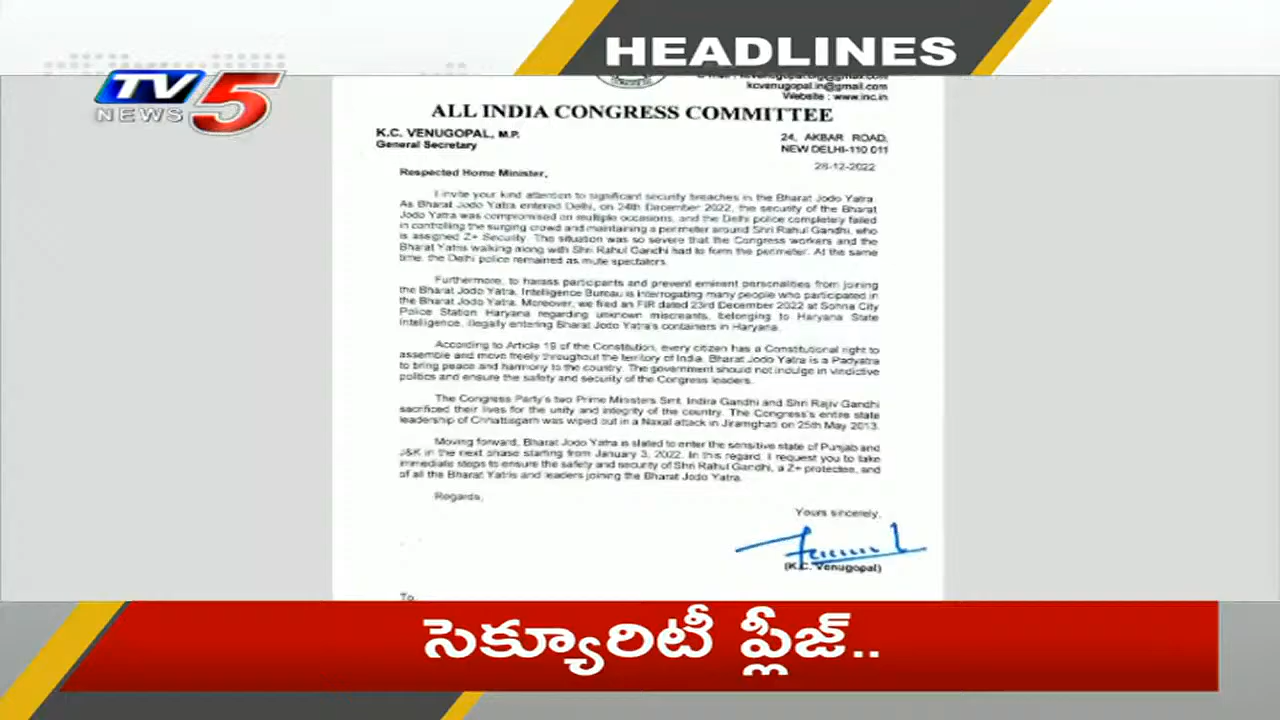 HEADLINES
TV5
NEWS
kcvenugopal.in@gmail.com
Website : www.inc.in
ALL INDIA CONGRESS COMMITTEE
K.C. VENUGOPAL, M.P.
General Secretary
24, AKBAR ROAD,
NEW DELHI-110 011
28-12-2022
Respected Home Minister,
I invite your kind attention to significant security breaches in the Bharat Jodo Yatra.
As Bharat Jodo Yatra entered Delhi, on 24th December 2022, the security of the Bharat
Jodo Yatra was compromised on multiple occasions, and the Delhi police completely failed
in controlling the surging crowd and maintaining a perimeter around Shri Rahul Gandhi, who
is assigned Z+ Security. The situation was so severe that the Congress workers and the
Bharat Yatris walking along with Shri Rahul Gandhi had to form the perimeter. At the same
time, the Delhi police remained as mute spectators.
Furthermore, to harass participants and prevent eminent personalities from joining
the Bharat Jodo Yatra, Intelligence Bureau is interrogating many people who participated in
the Bharat Jodo Yatra. Moreover, we filed an FIR dated 23rd December 2022 at Sohna City
Police Station Haryana regarding unknown miscreants, belonging to Haryana State
Intelligence, illegally entering Bharat Jodo Yatra's containers in Haryana.
According to Article 19 of the Constitution, every citizen has a Constitutional right to
assemble and move freely throughout the territory of India. Bharat Jodo Yatra is a Padyatra
to bring peace and harmony to the country. The government should not indulge in vindictive
politics and ensure the safety and security of the Congress leaders.
The Congress Party's two Prime Ministers Smt. Indira Gandhi and Shri Rajiv Gandhi
sacrificed their lives for the unity and integrity of the country. The Congress's entire state
leadership of Chhattisgarh was wiped out in a Naxal attack in Jiramghati on 25th May 2013.
Moving forward, Bharat Jodo Yatra is slated to enter the sensitive state of Punjab and
J&K in the next phase starting from January 3, 2022. In this regard, I request you to take
immediate steps to ensure the safety and security of Shri Rahul Gandhi, a Z+ protectee, and
of all the Bharat Yatris and leaders joining the Bharat Jodo Yatra.
Regards,
Yours sincerely,
(K.C. Venugopal)
To
సెక్యూరిటీ ప్లీజ్..